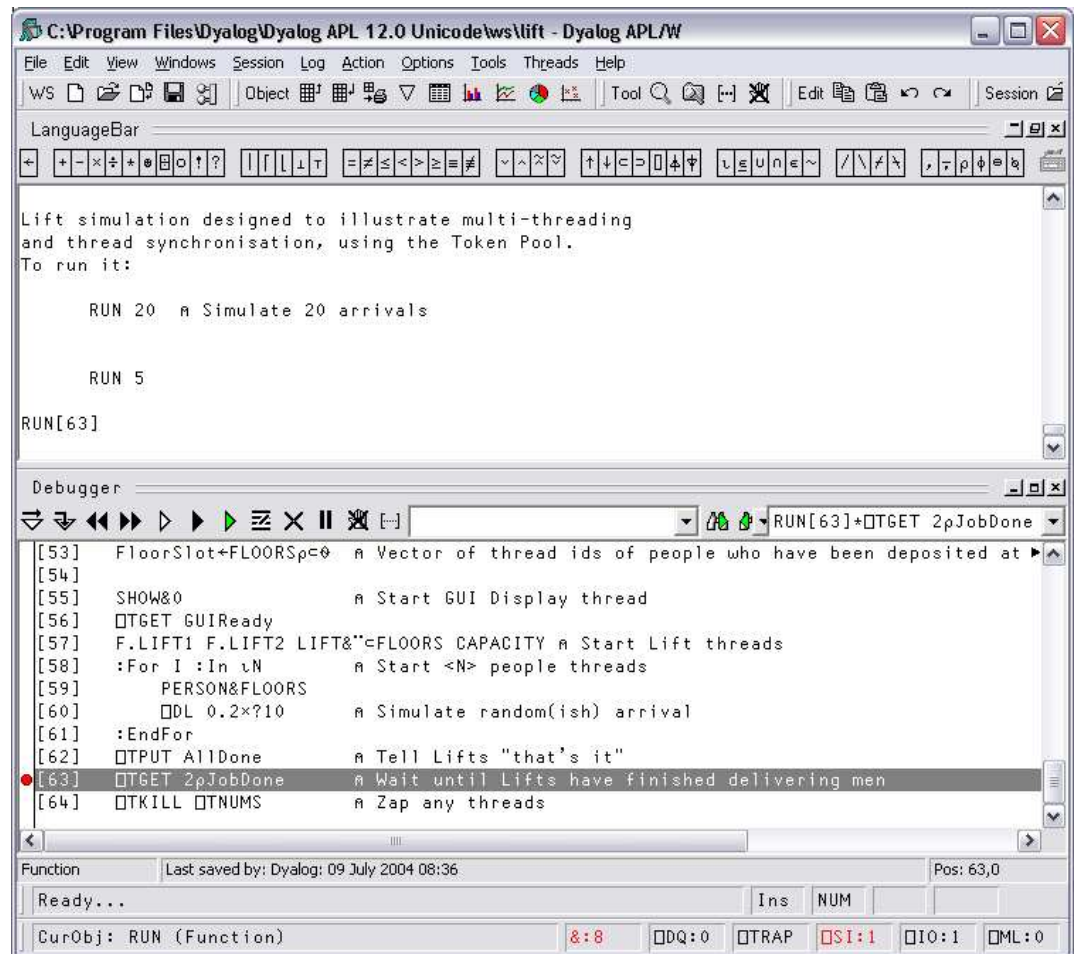 C:\Program Files\Dyalog\Dyalog APL 12.0 Unicode\ws\lift - Dyalog APL/W
File Edit View Windows Session Log Action Options Tools Threads Help
WS Object Tool Edit Session
LanguageBar
← + - × ÷ * ⍟ ⌹ ○ ! ? | ⌈ ⌊ ⊥ ⊤ = ≠ ≤ < > ≥ ≡ ≢ ∨ ∧ ⍲ ⍱ ↑ ↓ ⊂ ⊃ ⌷ ⍋ ⍒ ⍳ ⍷ ∪ ∩ ∊ ~ / \ ⌿ ⍀ , ⍪ ⍴ ⌽ ⊖ ⍉
Lift simulation designed to illustrate multi-threading
and thread synchronisation, using the Token Pool.
To run it:
RUN 20 ⍝ Simulate 20 arrivals
RUN 5
RUN[63]
Debugger
RUN[63]*⎕TGET 2⍴JobDone
[53] FloorSlot←FLOORS⍴⊂⍬ ⍝ Vector of thread ids of people who have been deposited at
[54]
[55] SHOW&0 ⍝ Start GUI Display thread
[56] ⎕TGET GUIReady
[57] F.LIFT1 F.LIFT2 LIFT&¨⊂FLOORS CAPACITY ⍝ Start Lift threads
[58] :For I :In ⍳N ⍝ Start <N> people threads
[59] PERSON&FLOORS
[60] ⎕DL 0.2×?10 ⍝ Simulate random(ish) arrival
[61] :EndFor
[62] ⎕TPUT AllDone ⍝ Tell Lifts "that's it"
[63] ⎕TGET 2⍴JobDone ⍝ Wait until Lifts have finished delivering men
[64] ⎕TKILL ⎕TNUMS ⍝ Zap any threads
Function Last saved by: Dyalog: 09 July 2004 08:36 Pos: 63,0
Ready... Ins NUM
CurObj: RUN (Function) &:8 ⎕DQ:0 ⎕TRAP ⎕SI:1 ⎕IO:1 ⎕ML:0